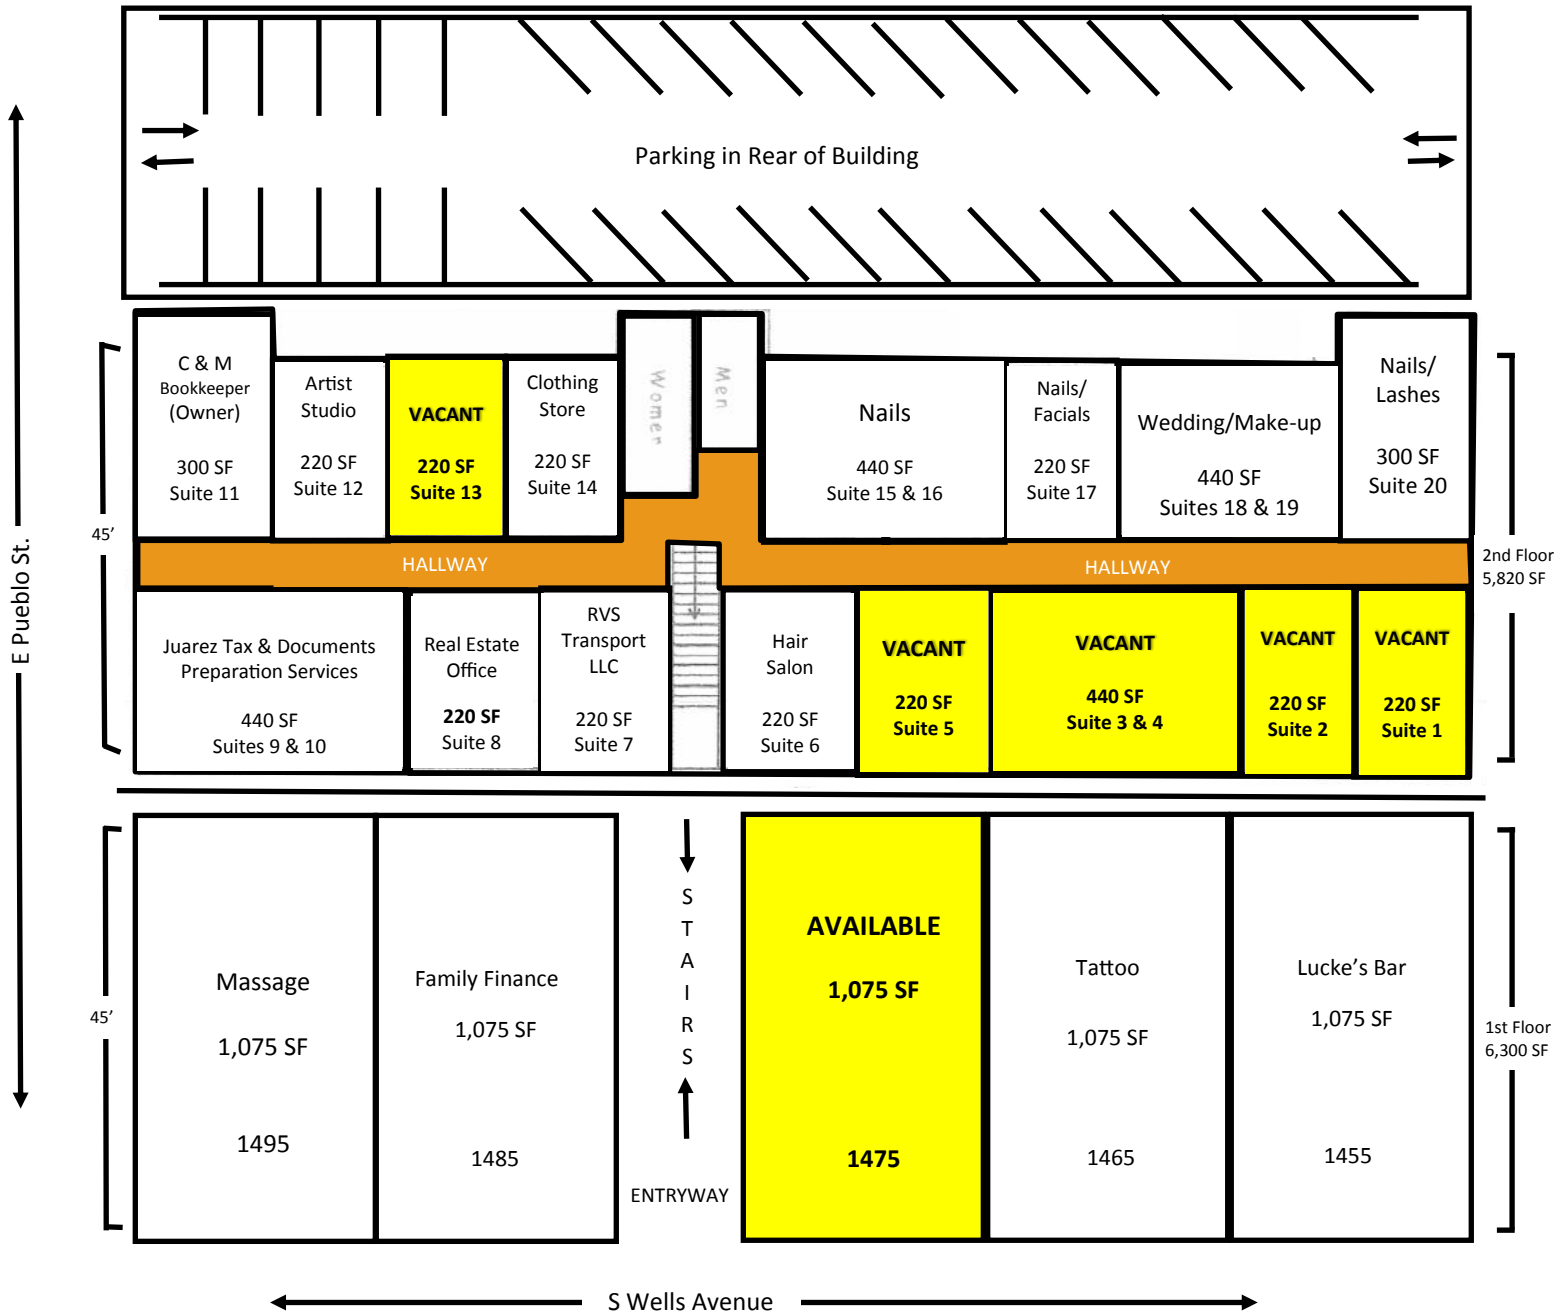 Parking in Rear of Building
E Pueblo St.
C & M
Bookkeeper
(Owner)
300 SF
Suite 11
Artist
Studio
220 SF
Suite 12
VACANT
220 SF
Suite 13
Clothing
Store
220 SF
Suite 14
Women
Men
Nails
440 SF
Suite 15 & 16
Nails/
Facials
220 SF
Suite 17
Wedding/Make-up
440 SF
Suites 18 & 19
Nails/
Lashes
300 SF
Suite 20
45’
HALLWAY
HALLWAY
2nd Floor
5,820 SF
Juarez Tax & Documents
Preparation Services
440 SF
Suites 9 & 10
Real Estate
Office
220 SF
Suite 8
RVS
Transport
LLC
220 SF
Suite 7
Hair
Salon
220 SF
Suite 6
VACANT
220 SF
Suite 5
VACANT
440 SF
Suite 3 & 4
VACANT
220 SF
Suite 2
VACANT
220 SF
Suite 1
45’
Massage
1,075 SF
1495
Family Finance
1,075 SF
1485
STAIRS
ENTRYWAY
AVAILABLE
1,075 SF
1475
Tattoo
1,075 SF
1465
Lucke’s Bar
1,075 SF
1455
1st Floor
6,300 SF
S Wells Avenue